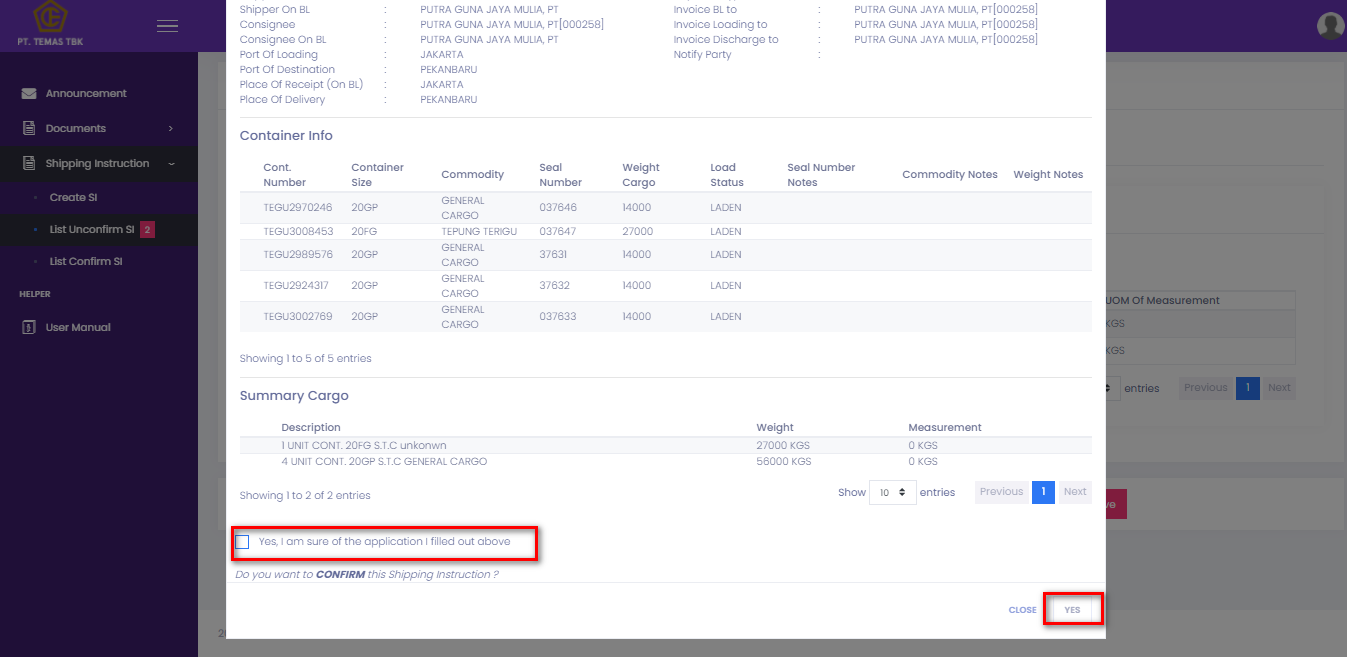 PT. TEMAS TBK
Announcement
Documents
Shipping Instruction
Create SI
List Unconfirm SI 2
List Confirm SI
HELPER
User Manual
Shipper On BL : PUTRA GUNA JAYA MULIA, PT Invoice BL to : PUTRA GUNA JAYA MULIA, PT[000258]
Consignee : PUTRA GUNA JAYA MULIA, PT[000258] Invoice Loading to : PUTRA GUNA JAYA MULIA, PT[000258]
Consignee On BL : PUTRA GUNA JAYA MULIA, PT Invoice Discharge to : PUTRA GUNA JAYA MULIA, PT[000258]
Port Of Loading : JAKARTA Notify Party :
Port Of Destination : PEKANBARU
Place Of Receipt (On BL) : JAKARTA
Place Of Delivery : PEKANBARU
Container Info
Cont. Number Container Size Commodity Seal Number Weight Cargo Load Status Seal Number Notes Commodity Notes Weight Notes
TEGU2970246 20GP GENERAL CARGO 037646 14000 LADEN
TEGU3008453 20FG TEPUNG TERIGU 037647 27000 LADEN
TEGU2989576 20GP GENERAL CARGO 37631 14000 LADEN
TEGU2924317 20GP GENERAL CARGO 37632 14000 LADEN
TEGU3002769 20GP GENERAL CARGO 037633 14000 LADEN
Showing 1 to 5 of 5 entries
Summary Cargo
Description Weight Measurement
1 UNIT CONT. 20FG S.T.C unkonwn 27000 KGS 0 KGS
4 UNIT CONT. 20GP S.T.C GENERAL CARGO 56000 KGS 0 KGS
Showing 1 to 2 of 2 entries Show 10 entries Previous 1 Next
Yes, I am sure of the application I filled out above
Do you want to CONFIRM this Shipping Instruction ?
CLOSE YES
UOM Of Measurement
KGS
KGS
entries Previous 1 Next